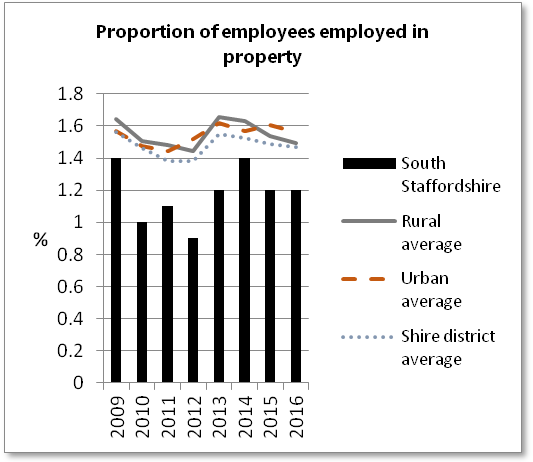 Proportion of employees employed in
property
1.8
1.6
1.4
1.2
1
0.8
0.6
0.4
0.2
0
%
2009
2010
2011
2012
2013
2014
2015
2016
South
Staffordshire
Rural
average
Urban
average
Shire district
average